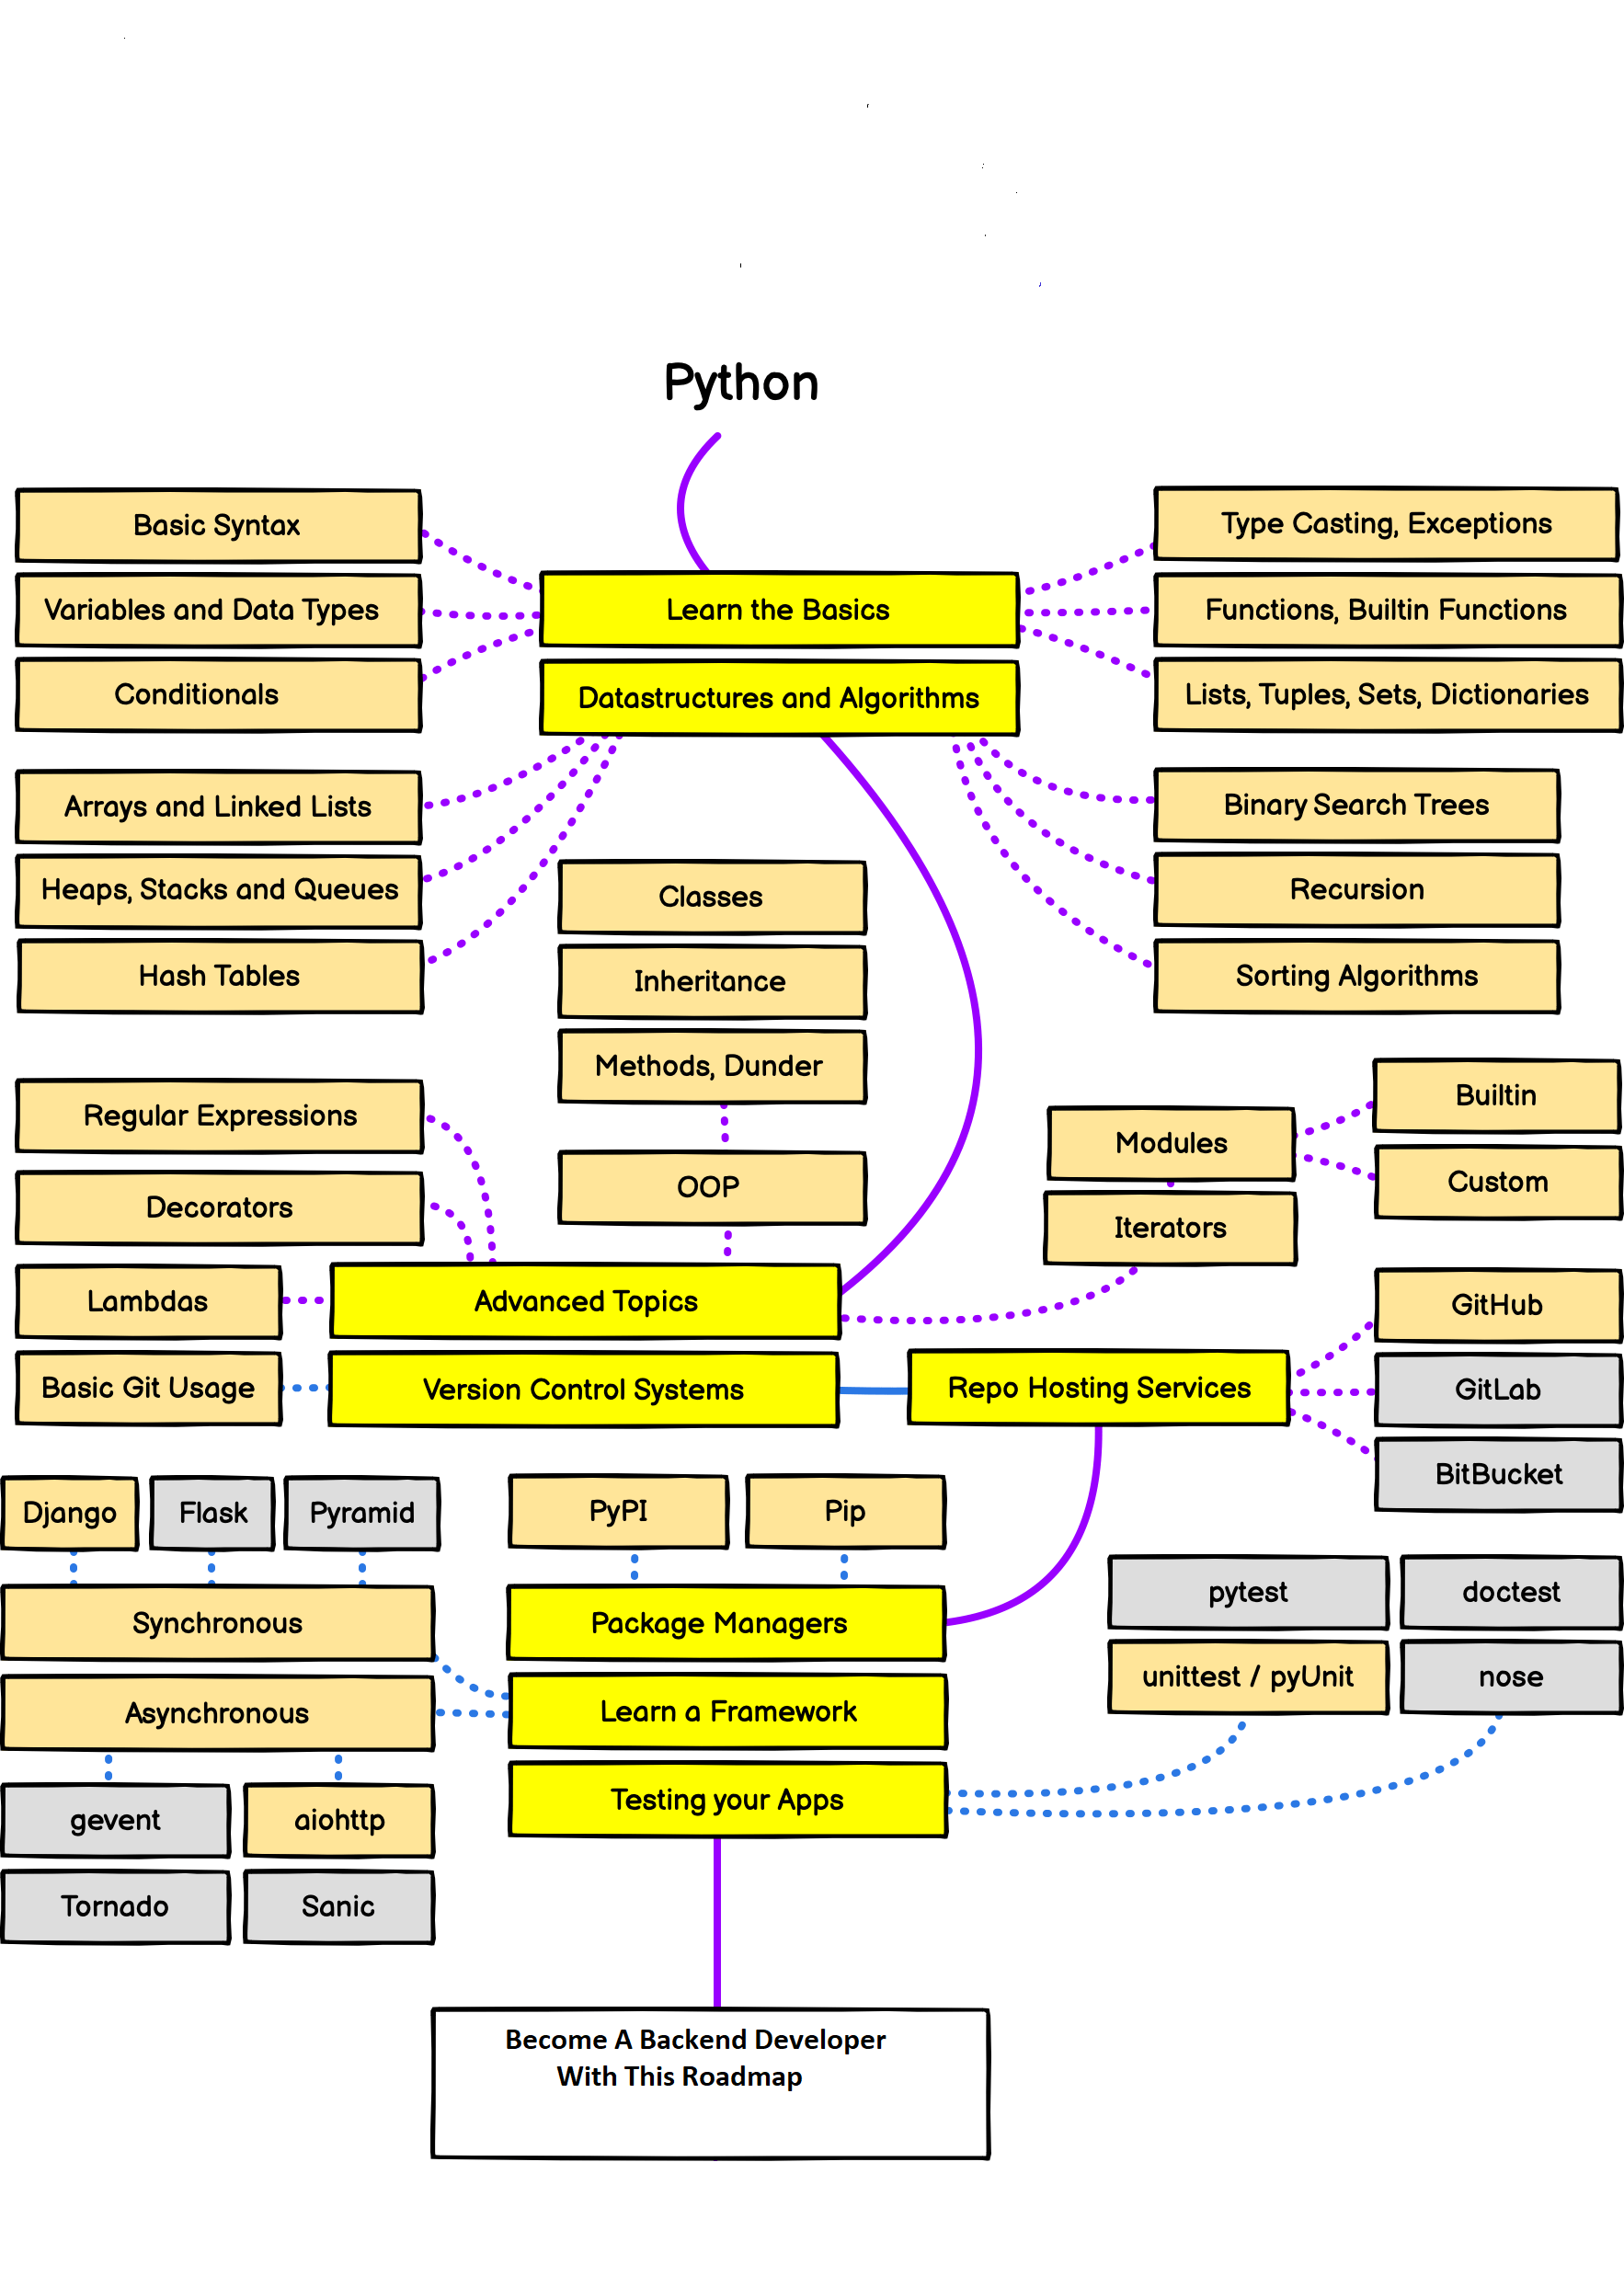 Python
Basic Syntax
Variables and Data Types
Conditionals
Learn the Basics
Datastructures and Algorithms
Type Casting, Exceptions
Functions, Builtin Functions
Lists, Tuples, Sets, Dictionaries
Arrays and Linked Lists
Heaps, Stacks and Queues
Hash Tables
Binary Search Trees
Recursion
Sorting Algorithms
Classes
Inheritance
Methods, Dunder
OOP
Regular Expressions
Decorators
Lambdas
Advanced Topics
Modules
Iterators
Builtin
Custom
Basic Git Usage
Version Control Systems
Repo Hosting Services
GitHub
GitLab
BitBucket
Django
Flask
Pyramid
Synchronous
Asynchronous
gevent
aiohttp
Tornado
Sanic
PyPI
Pip
Package Managers
Learn a Framework
Testing your Apps
pytest
doctest
unittest / pyUnit
nose
Become A Backend Developer
With This Roadmap